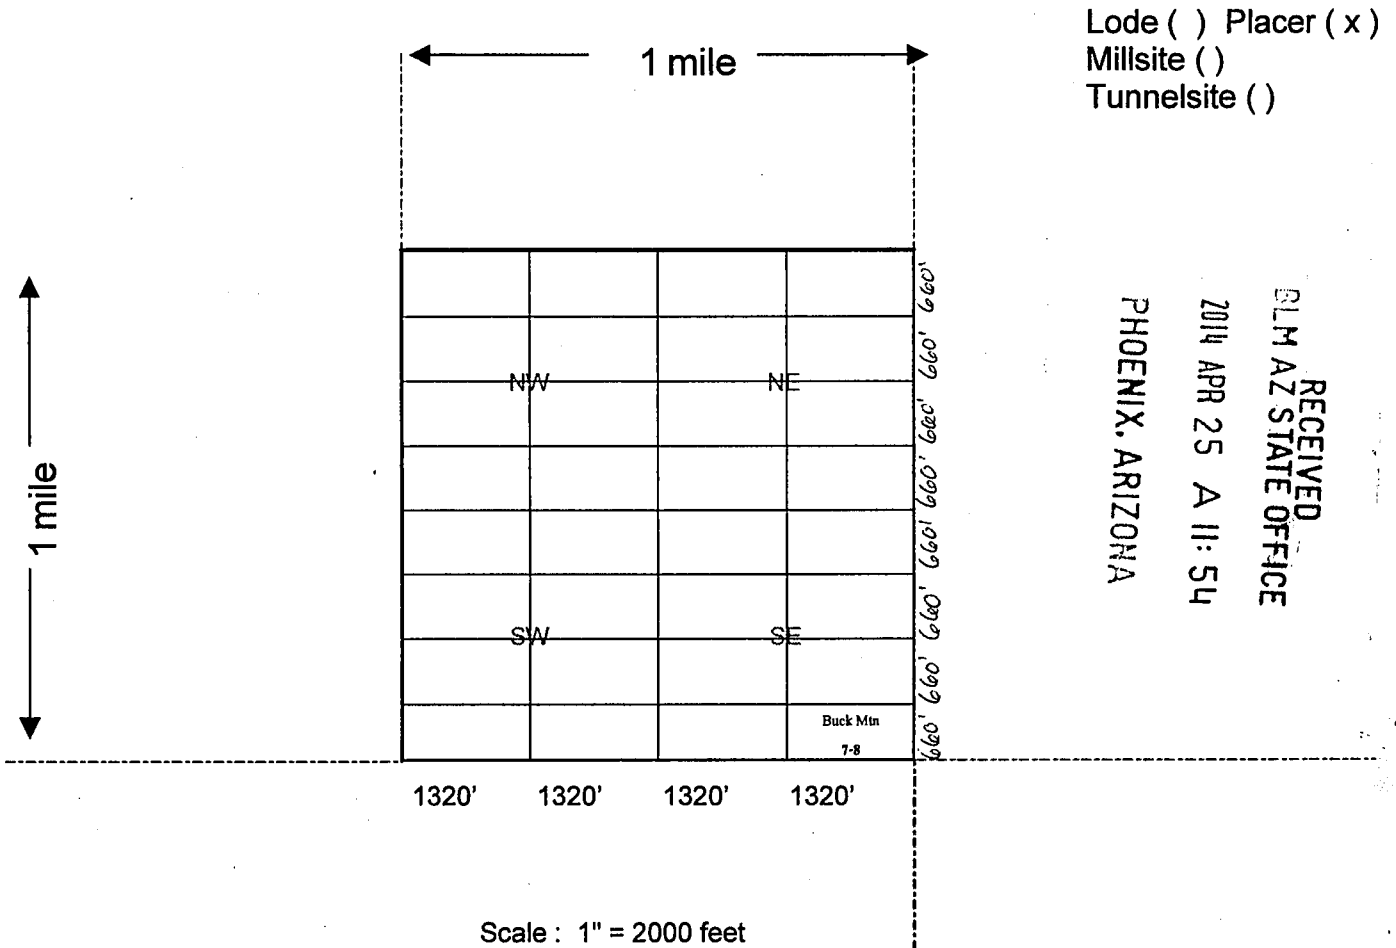 Lode ( ) Placer ( x )
Millsite ( )
Tunnelsite ( )
1 mile
1 mile
NW
NE
SW
SE
Buck Mtn
7-8
660'
660'
660'
660'
660'
660'
660'
660'
1320' 1320' 1320' 1320'
Scale : 1" = 2000 feet
RECEIVED
BLM AZ STATE OFFICE
2014 APR 25 A 11: 54
PHOENIX, ARIZONA